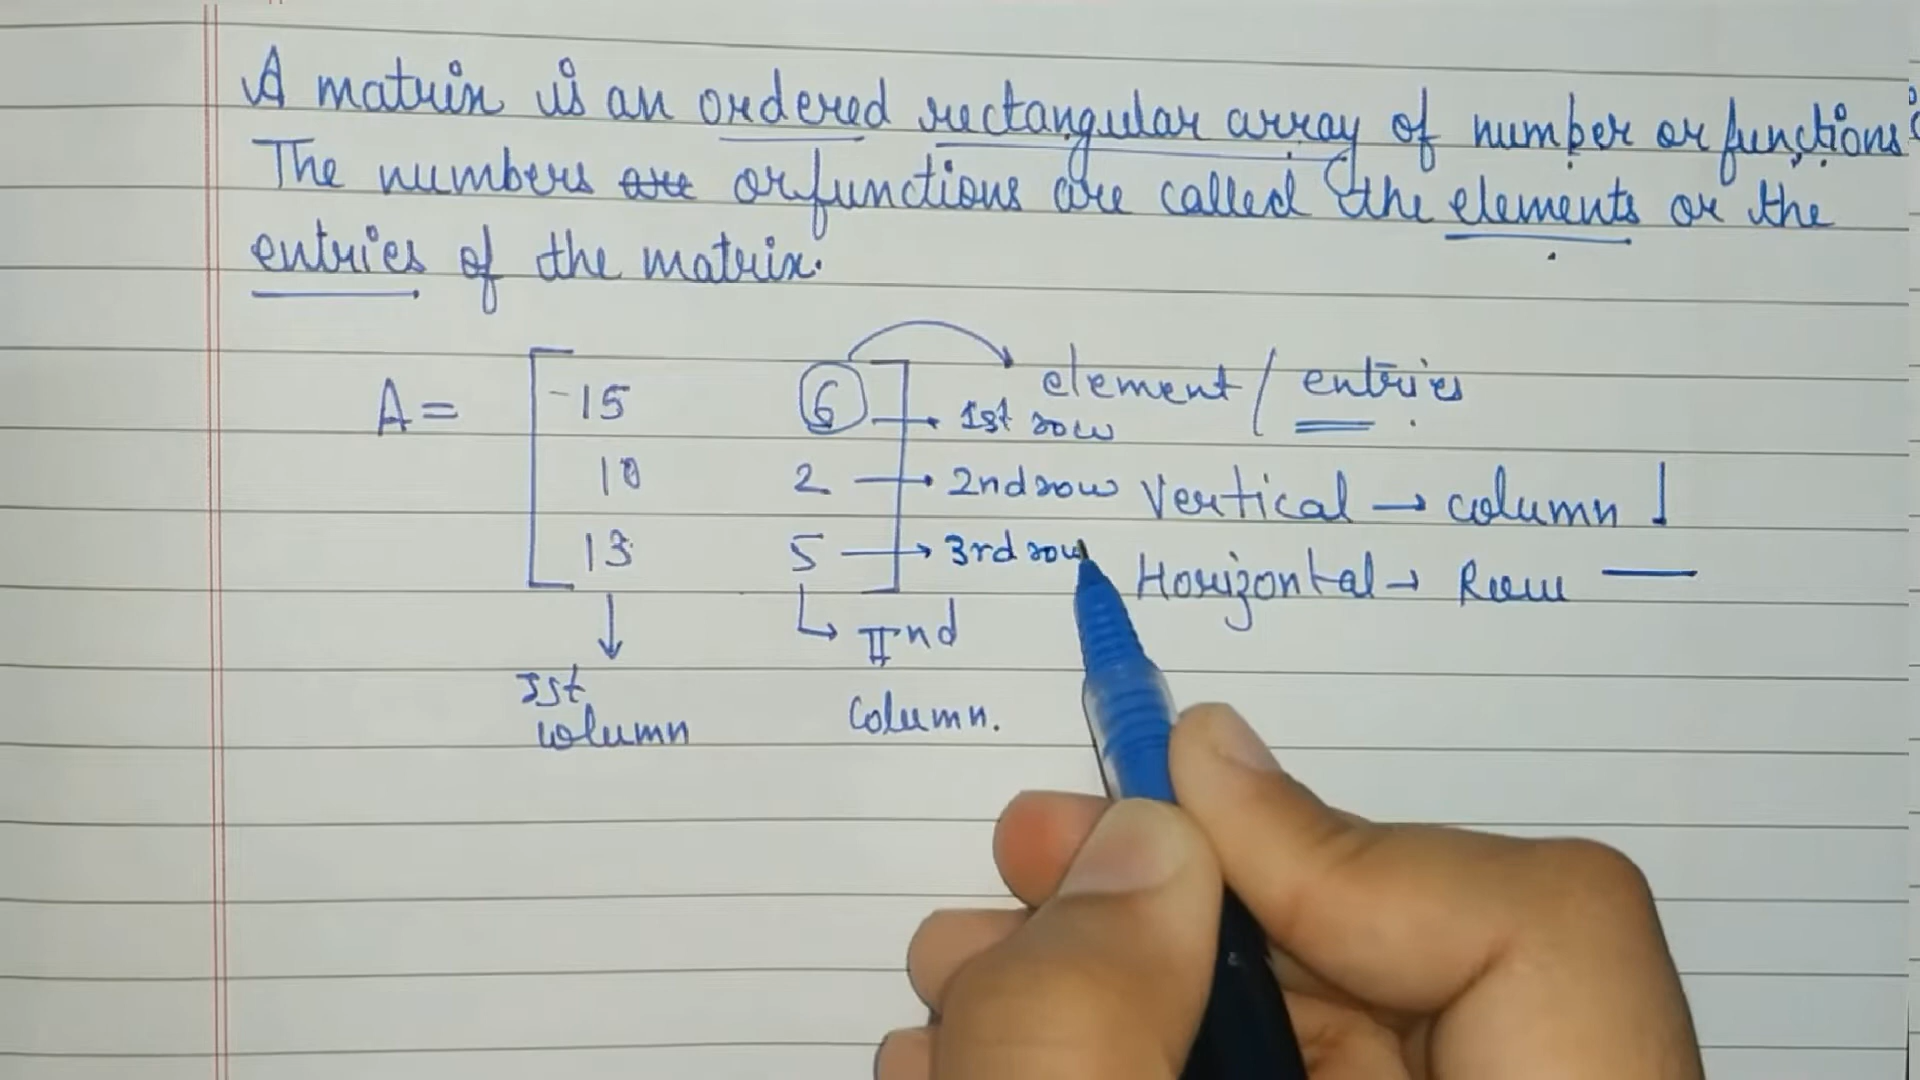 A matrix is an ordered rectangular array of number or functions
The numbers are or functions are called the elements or the
entries of the matrix.
A = -15 6 element / entries
1st row
10 2 → 2nd row Vertical → column ↓
13 5 → 3rd row Horizontal → Row —
IInd
Ist
column Column.